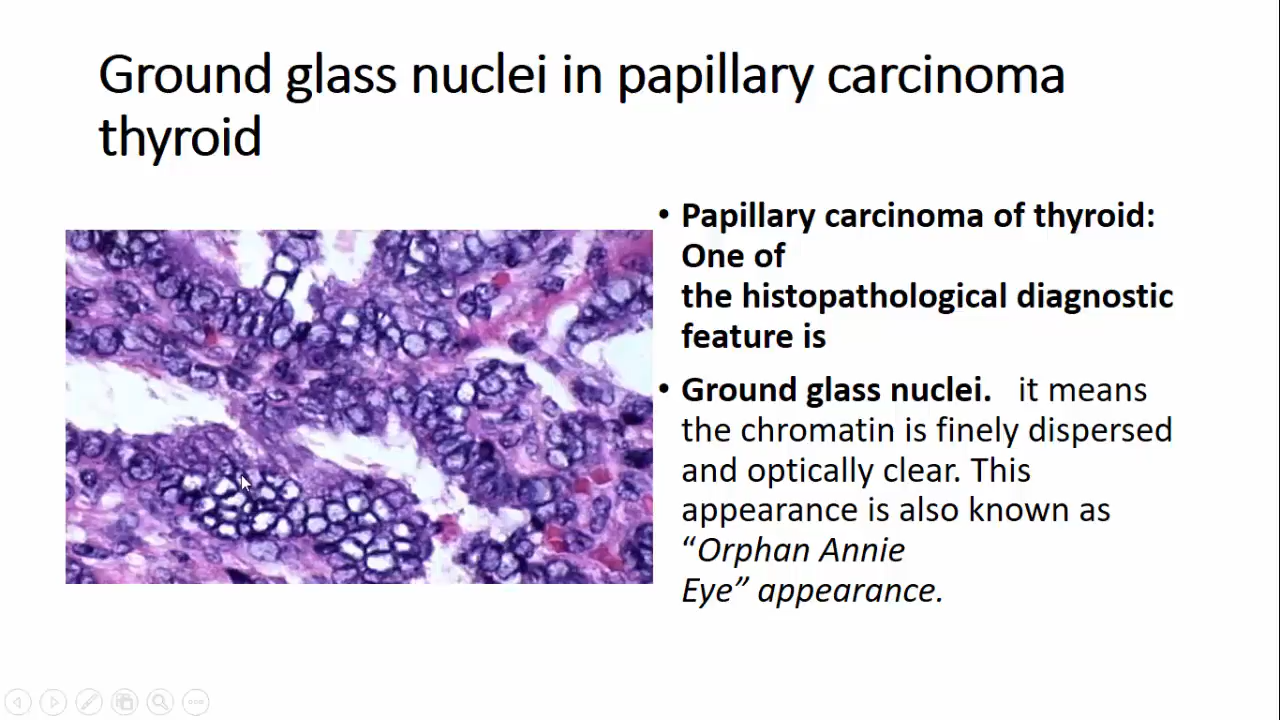 Ground glass nuclei in papillary carcinoma
thyroid
• Papillary carcinoma of thyroid:
One of
the histopathological diagnostic
feature is
• Ground glass nuclei.   it means
the chromatin is finely dispersed
and optically clear. This
appearance is also known as
“Orphan Annie
Eye” appearance.